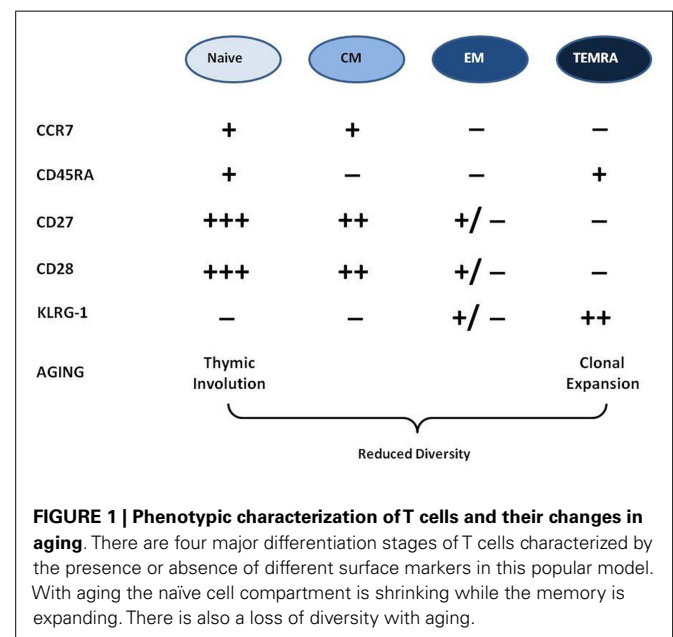 Naive CM EM TEMRA
CCR7 + + – –
CD45RA + – – +
CD27 +++ ++ +/ – –
CD28 +++ ++ +/ – –
KLRG-1 – – +/ – ++
AGING Thymic Involution Clonal Expansion
Reduced Diversity
FIGURE 1 | Phenotypic characterization of T cells and their changes in
aging. There are four major differentiation stages of T cells characterized by
the presence or absence of different surface markers in this popular model.
With aging the naïve cell compartment is shrinking while the memory is
expanding. There is also a loss of diversity with aging.